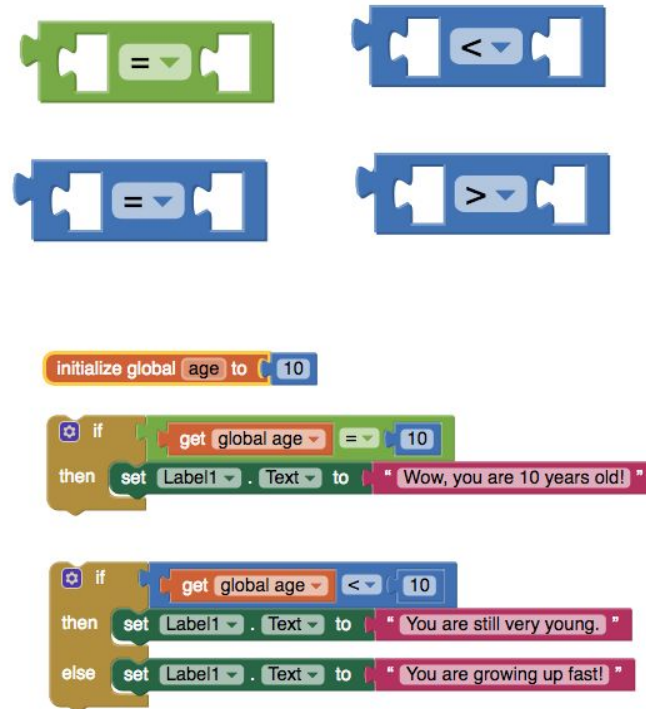 = <
= >
initialize global age to 10
if get global age = 10
then set Label1 . Text to " Wow, you are 10 years old! "
if get global age < 10
then set Label1 . Text to " You are still very young. "
else set Label1 . Text to " You are growing up fast! "